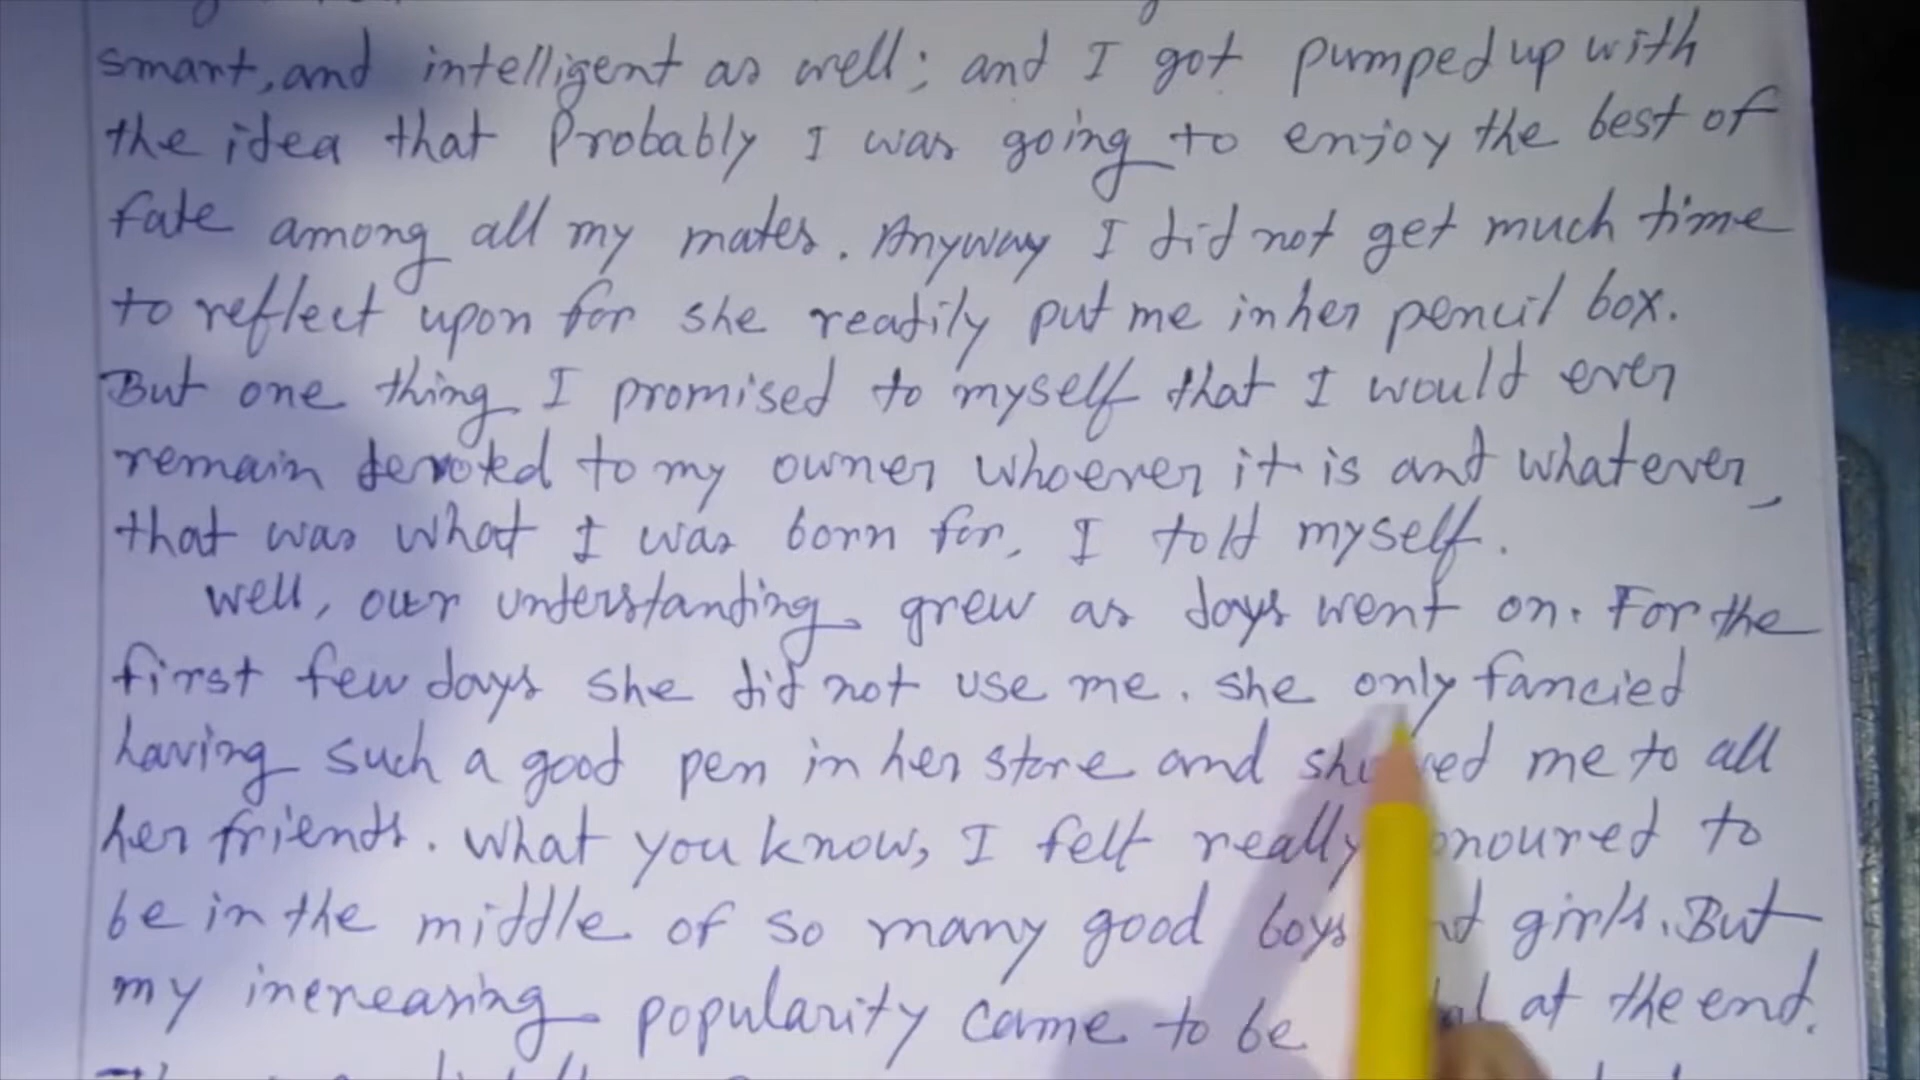 smart, and intelligent as well; and I got pumped up with
the idea that Probably I was going to enjoy the best of
fate among all my mates. Anyway I did not get much time
to reflect upon for she readily put me in her pencil box.
But one thing I promised to myself that I would ever
remain devoted to my owner whoever it is and whatever,
that was what I was born for, I told myself.
Well, our understanding grew as days went on. For the
first few days she did not use me. She only fancied
having such a good pen in her store and me to all
her friends. What you know, I felt really to
be in the middle of so many good boys girls. But
my increasing popularity came to be at the end.